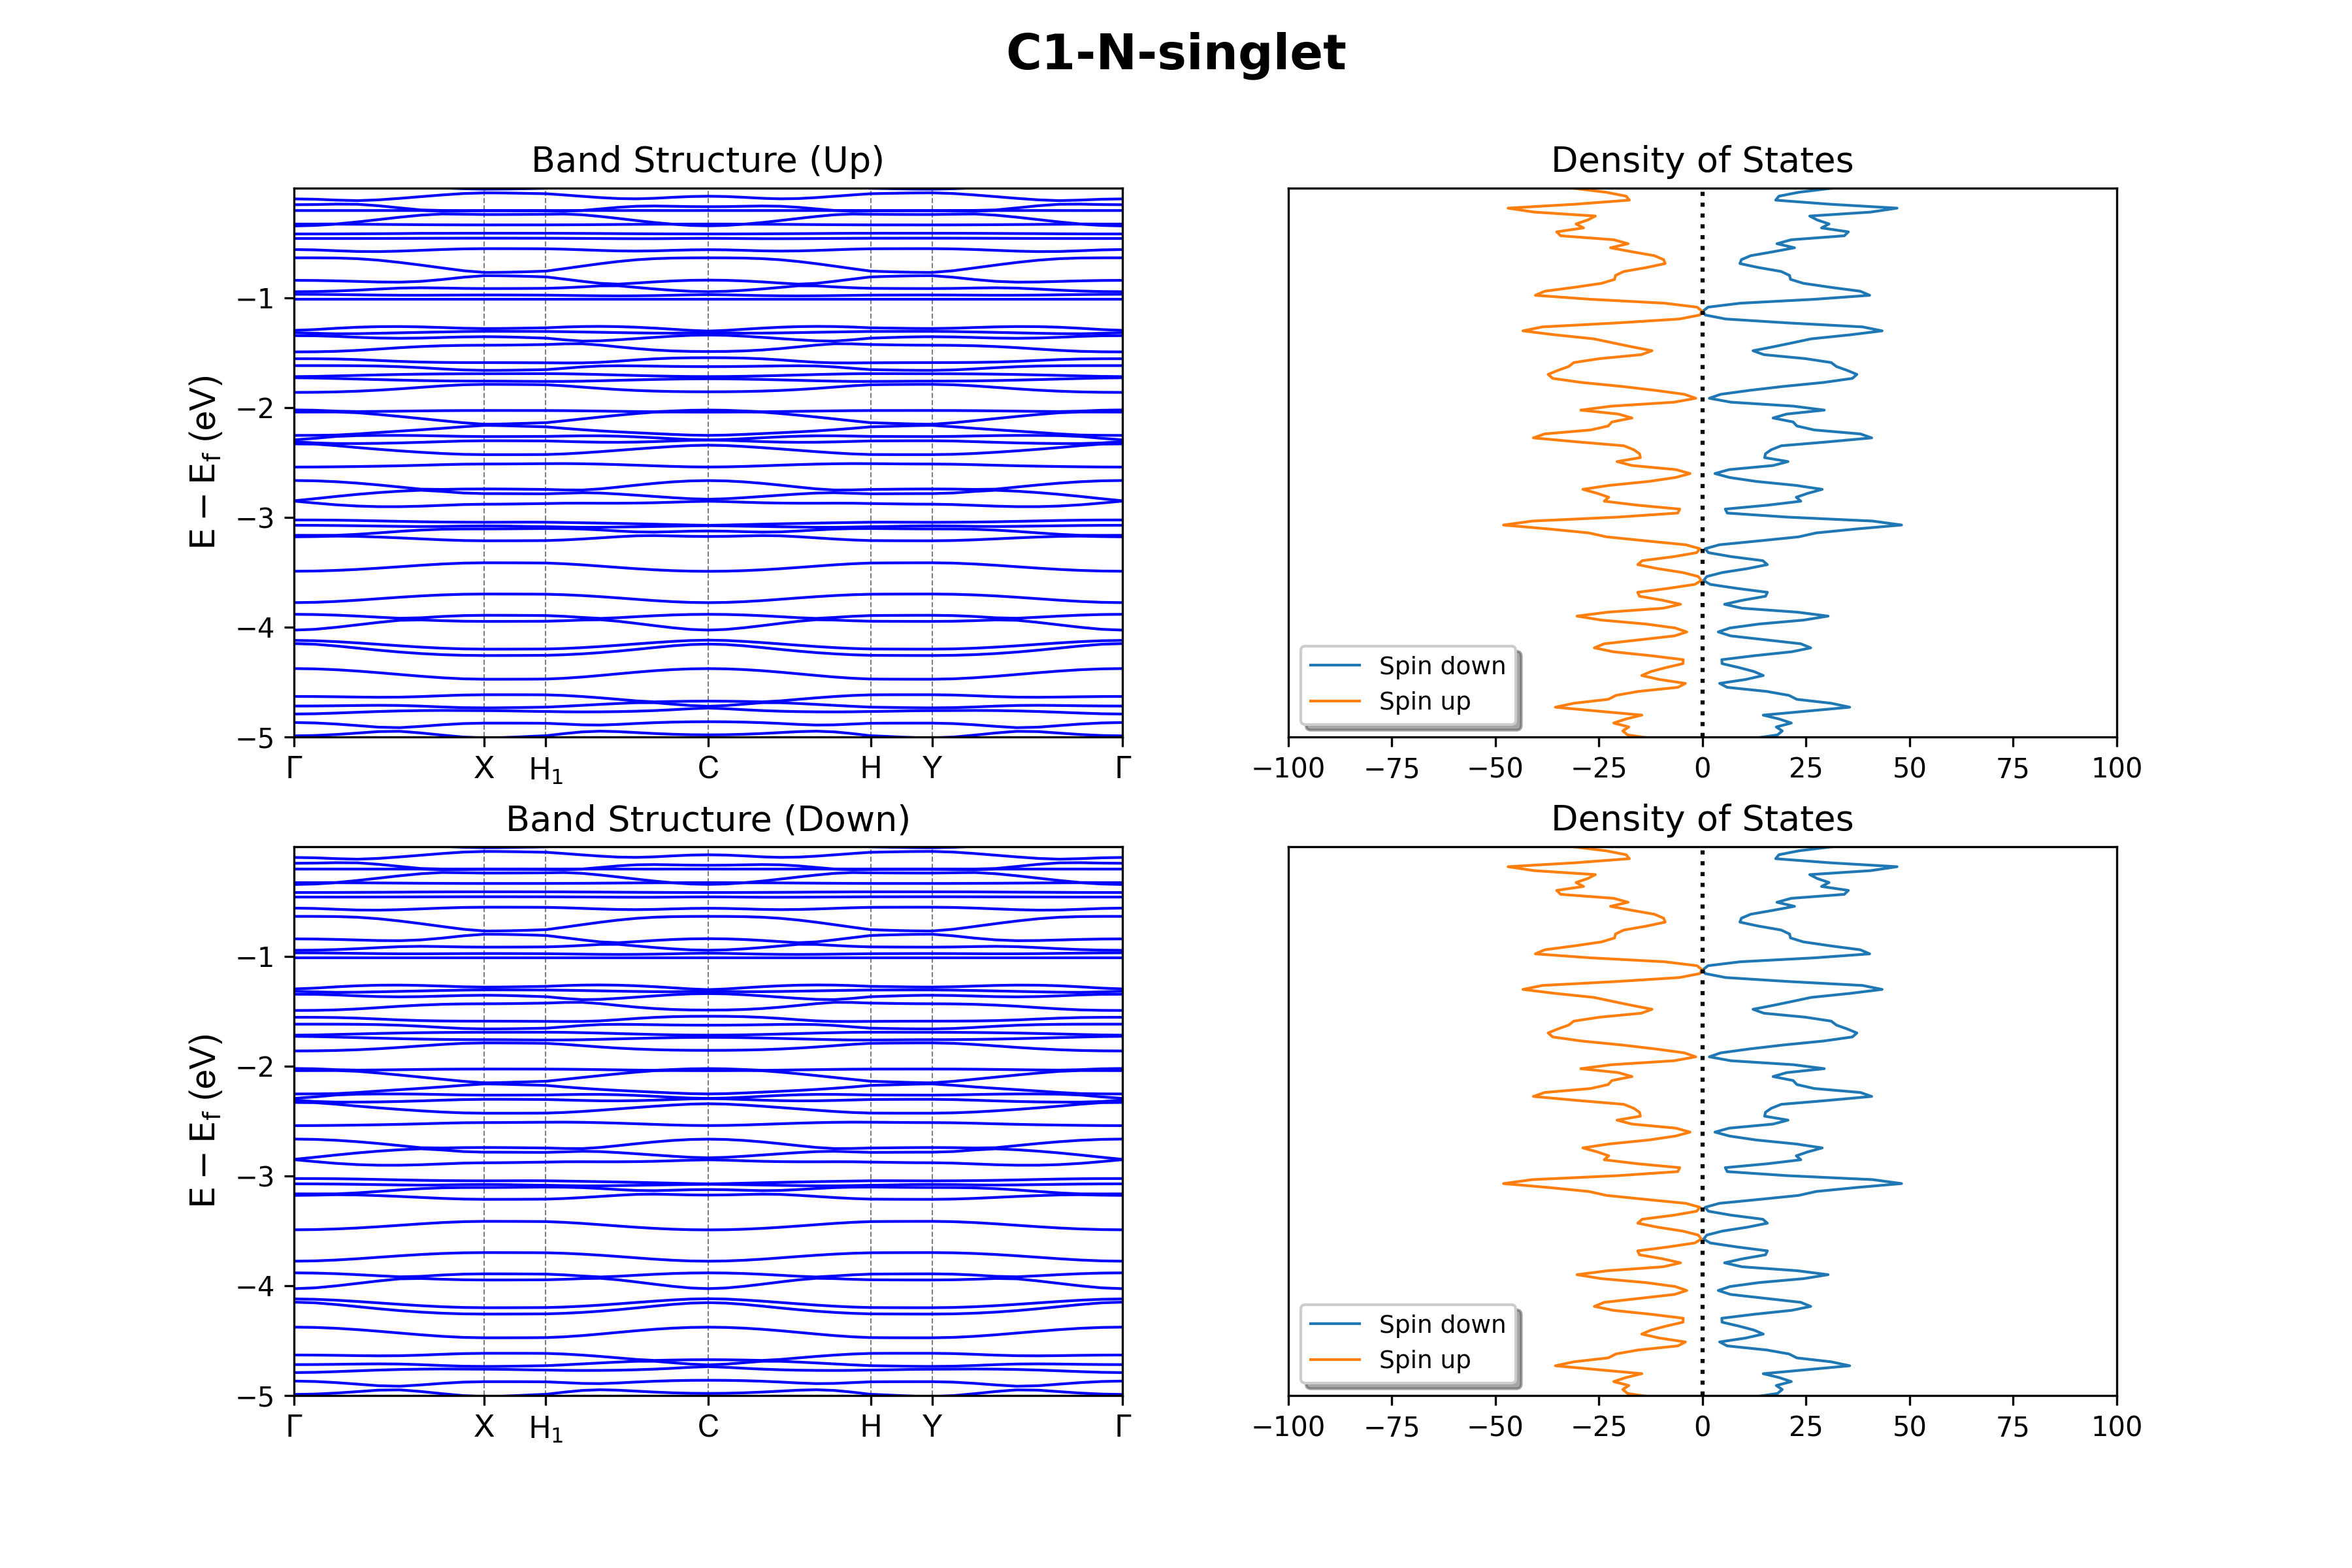 C1-N-singlet
Band Structure (Up)
Density of States
E − E_f (eV)
−1
−2
−3
−4
−5
Γ X H₁ C H Y Γ
Spin down
Spin up
−100 −75 −50 −25 0 25 50 75 100
Band Structure (Down)
Density of States
E − E_f (eV)
−1
−2
−3
−4
−5
Γ X H₁ C H Y Γ
Spin down
Spin up
−100 −75 −50 −25 0 25 50 75 100